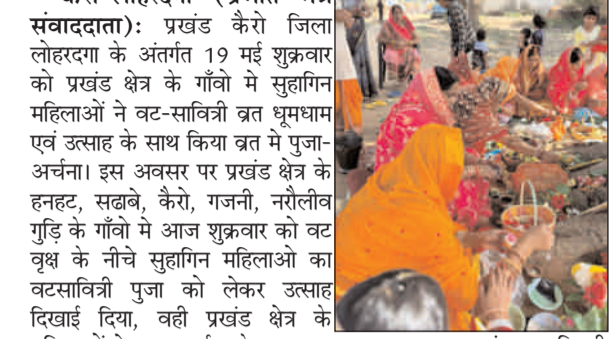 संवाददाता): प्रखंड कैरो जिला
लोहरदगा के अंतर्गत 19 मई शुक्रवार
को प्रखंड क्षेत्र के गाँवो मे सुहागिन
महिलाओं ने वट-सावित्री व्रत धूमधाम
एवं उत्साह के साथ किया व्रत मे पुजा-
अर्चना। इस अवसर पर प्रखंड क्षेत्र के
हनहट, सढाबे, कैरो, गजनी, नरौलीव
गुड़ि के गाँवो मे आज शुक्रवार को वट
वृक्ष के नीचे सुहागिन महिलाओ का
वटसावित्री पुजा को लेकर उत्साह
दिखाई दिया, वही प्रखंड क्षेत्र के